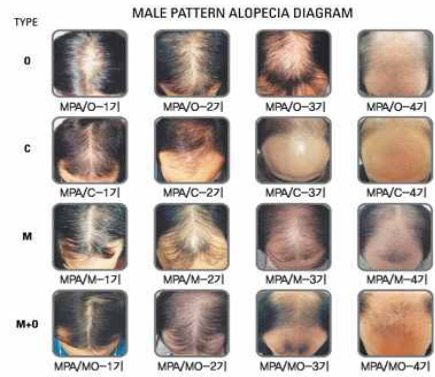 MALE PATTERN ALOPECIA DIAGRAM
TYPE
O
MPA/O-1기 MPA/O-2기 MPA/O-3기 MPA/O-4기
C
MPA/C-1기 MPA/C-2기 MPA/C-3기 MPA/C-4기
M
MPA/M-1기 MPA/M-2기 MPA/M-3기 MPA/M-4기
M+O
MPA/MO-1기 MPA/MO-2기 MPA/MO-3기 MPA/MO-4기